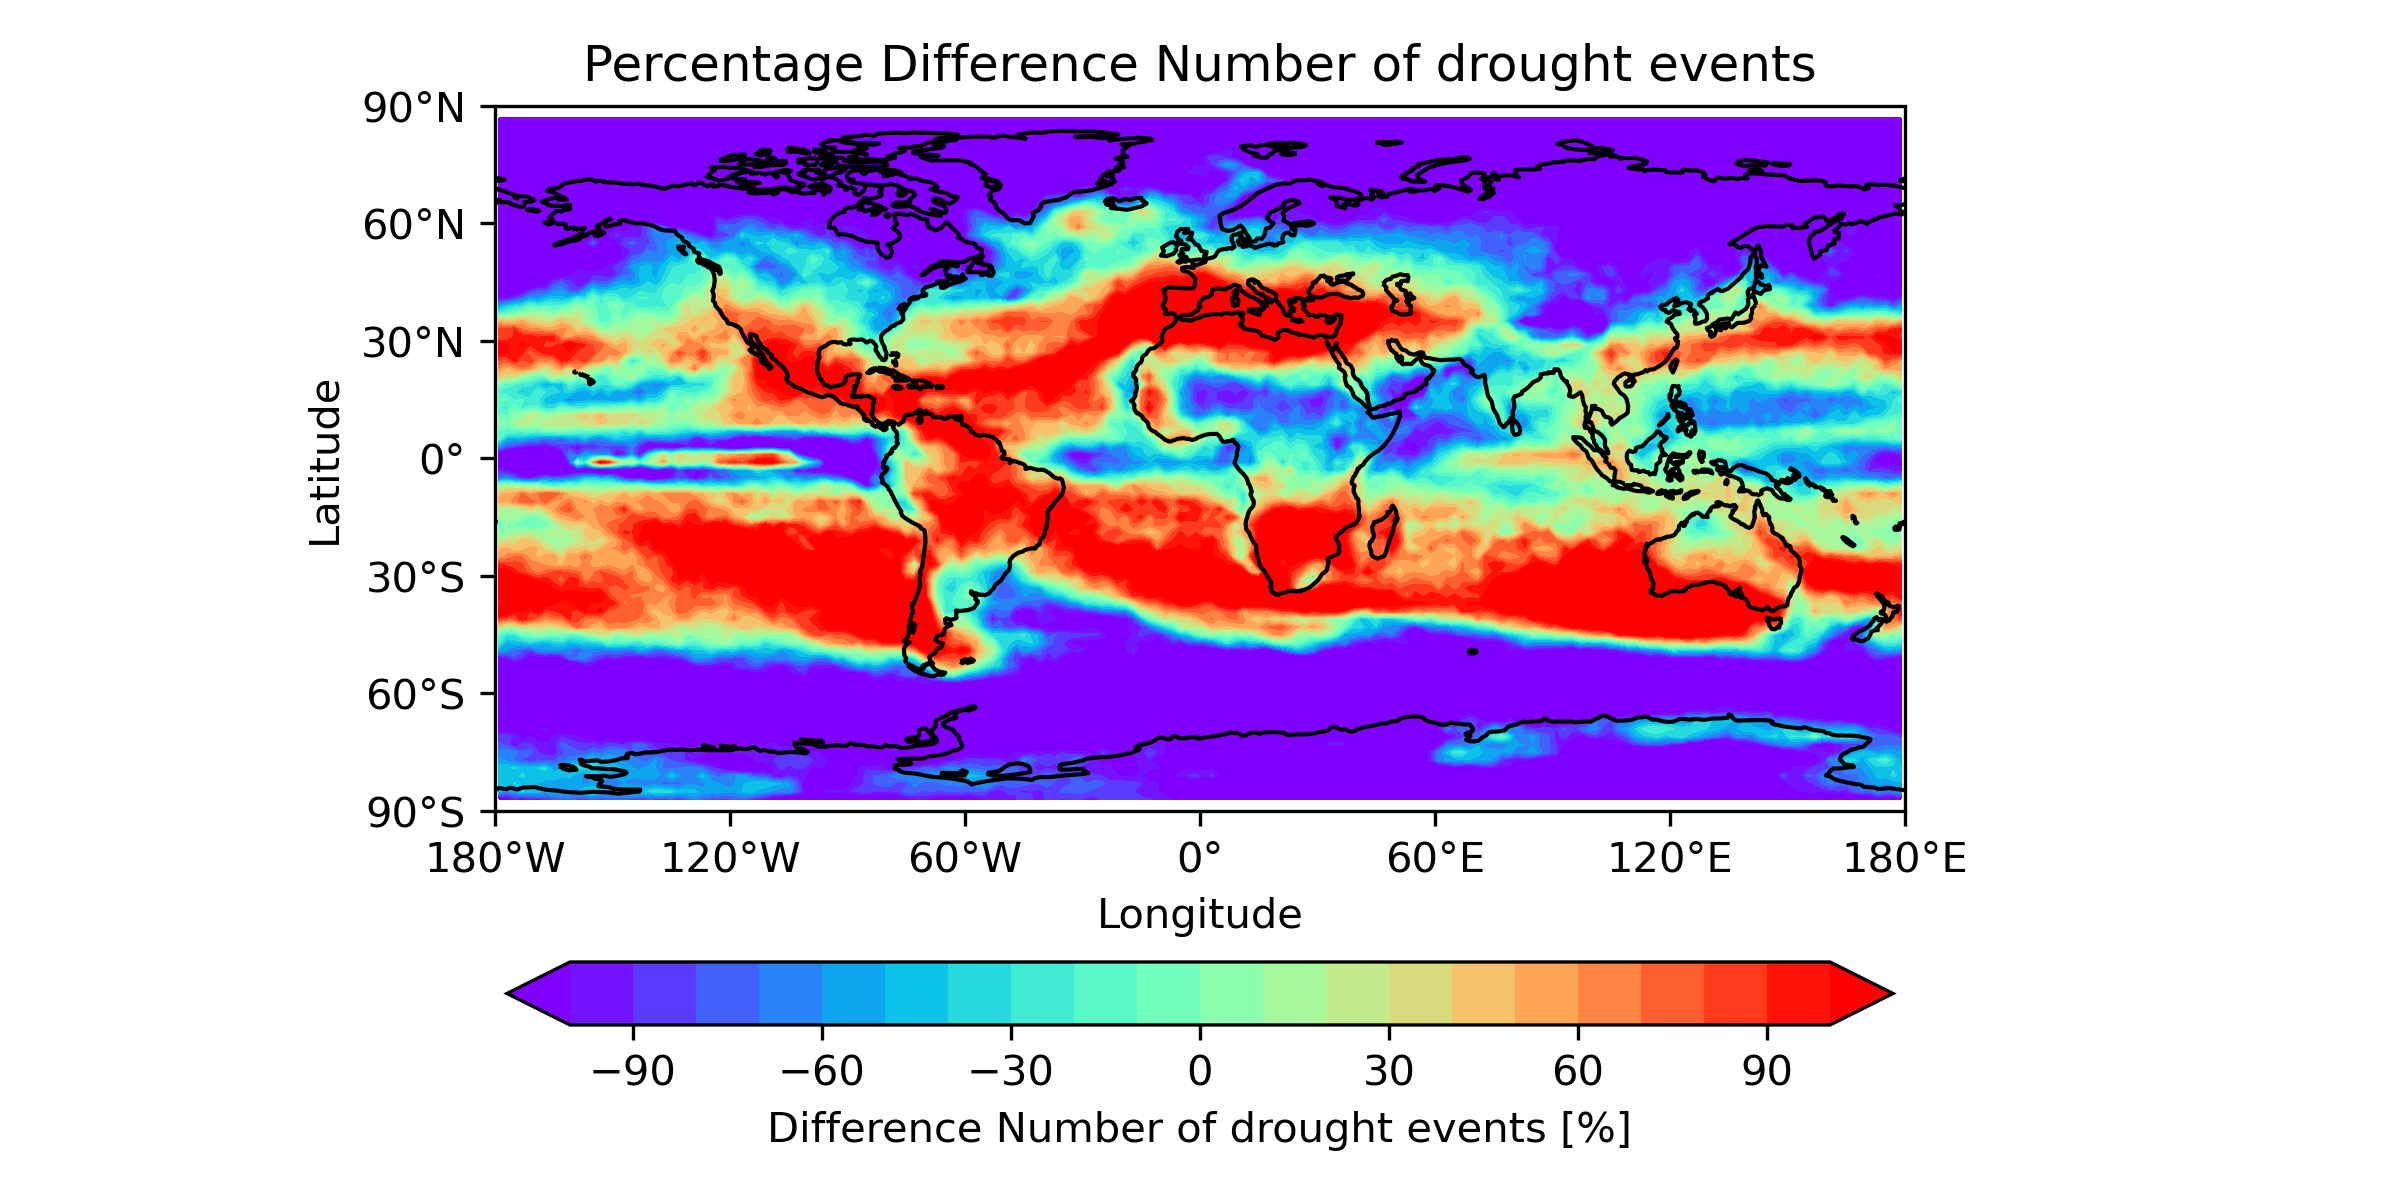 Percentage Difference Number of drought events
90°N
60°N
30°N
0°
30°S
60°S
90°S
Latitude
180°W 120°W 60°W 0° 60°E 120°E 180°E
Longitude
−90 −60 −30 0 30 60 90
Difference Number of drought events [%]